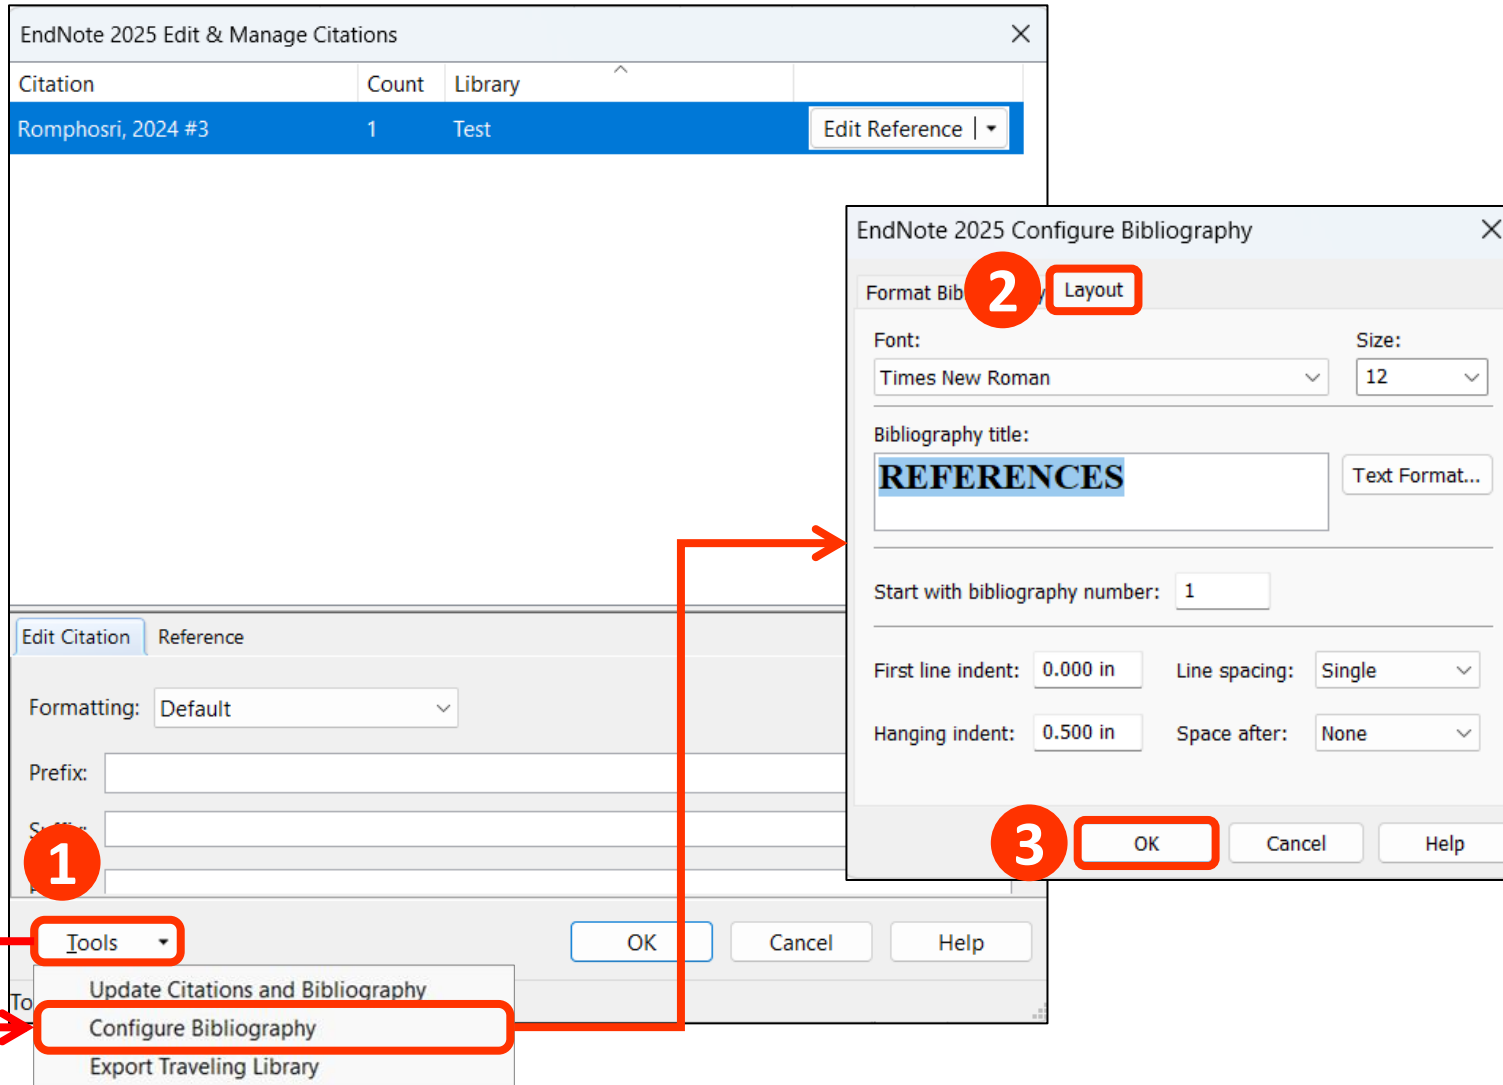 EndNote 2025 Edit & Manage Citations
Citation Count Library
Romphosri, 2024 #3 1 Test Edit Reference
Edit Citation Reference
Formatting: Default
Prefix:
1
Tools OK Cancel Help
Update Citations and Bibliography
To
Configure Bibliography
Export Traveling Library
EndNote 2025 Configure Bibliography
Format Bib y 2 Layout
Font: Size:
Times New Roman 12
Bibliography title:
REFERENCES Text Format...
Start with bibliography number: 1
First line indent: 0.000 in Line spacing: Single
Hanging indent: 0.500 in Space after: None
3 OK Cancel Help